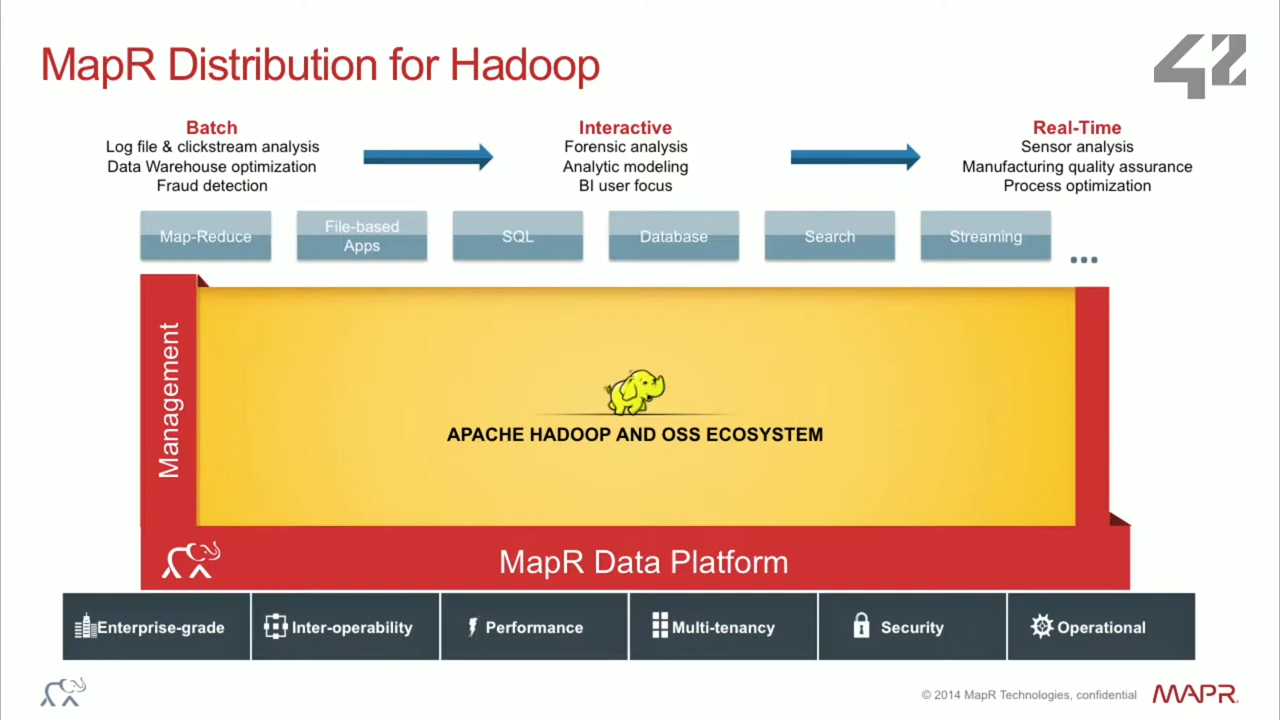 MapR Distribution for Hadoop
42
Batch
Log file & clickstream analysis
Data Warehouse optimization
Fraud detection
Interactive
Forensic analysis
Analytic modeling
BI user focus
Real-Time
Sensor analysis
Manufacturing quality assurance
Process optimization
Map-Reduce
File-based
Apps
SQL
Database
Search
Streaming
...
Management
APACHE HADOOP AND OSS ECOSYSTEM
MapR Data Platform
Enterprise-grade
Inter-operability
Performance
Multi-tenancy
Security
Operational
© 2014 MapR Technologies, confidential
MAPR.